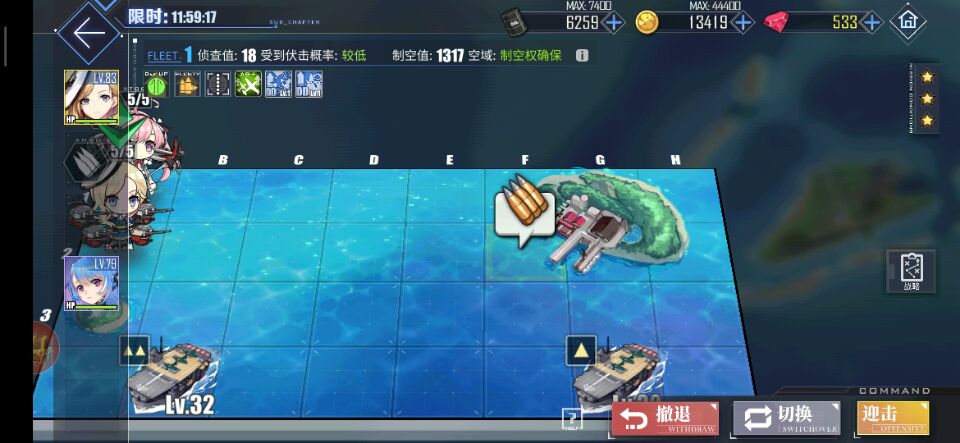 限时: 11:59:17
SUB_CHAPTER
MAX: 7400
6259
MAX: 44400
13419
533
FLEET. 1 侦查值: 18 受到伏击概率: 较低 制空值: 1317 空域: 制空权确保
LV.83
HP
5/5
5/5
B C D E F G H
2
LV.79
HP
3
战略
Lv.32
COMMAND
撤退
WITHDRAW
切换
SWITCHOVER
迎击
OFFENSIVE
HELP